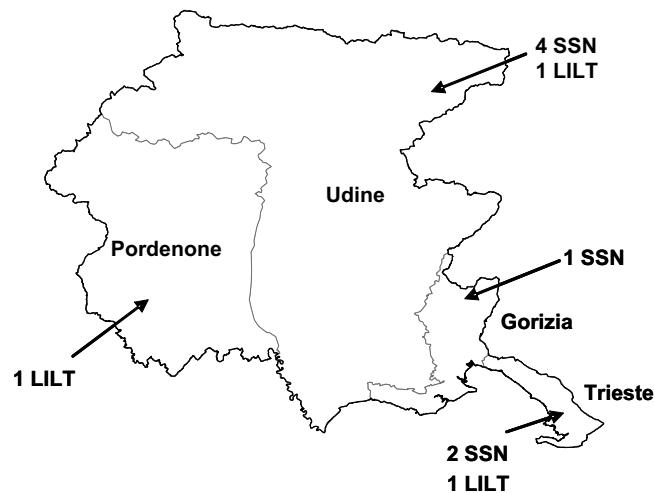 4 SSN
1 LILT
Udine
Pordenone
1 SSN
Gorizia
1 LILT
Trieste
2 SSN
1 LILT